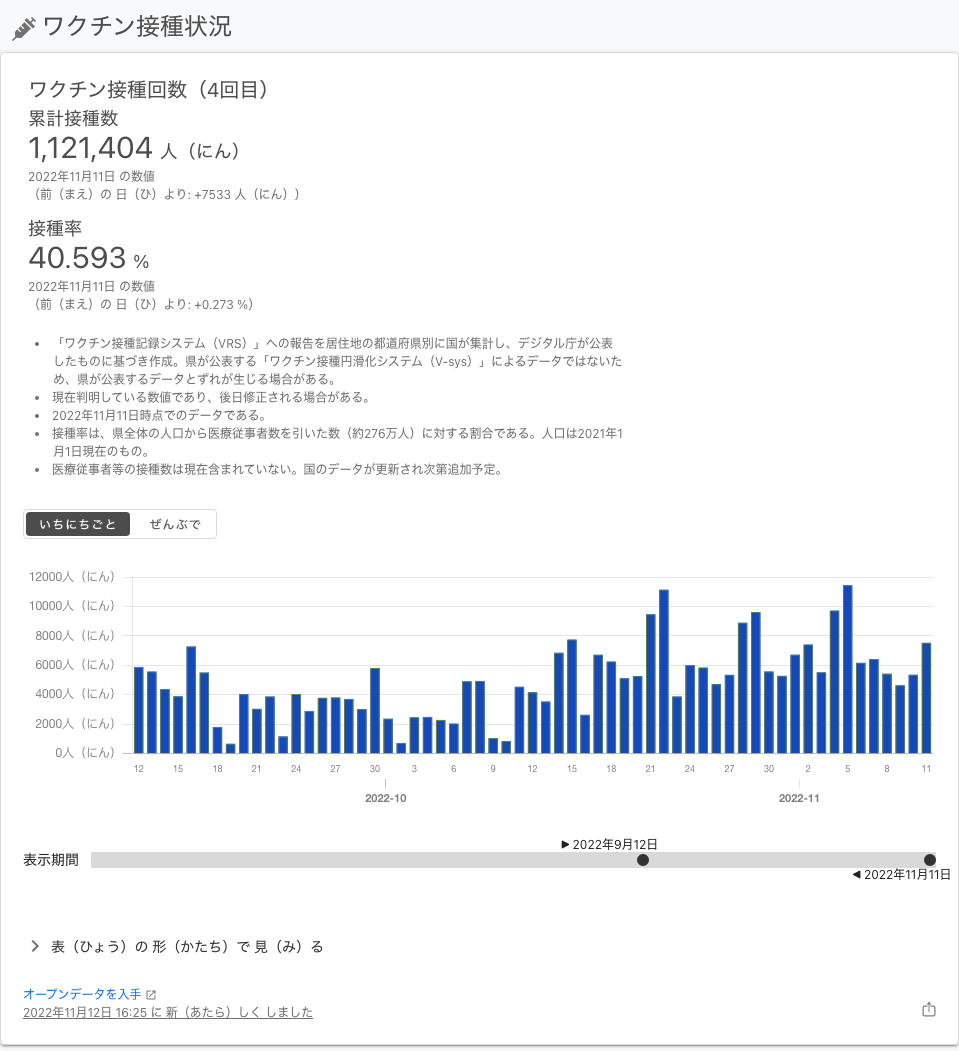 ワクチン接種状況
ワクチン接種回数（4回目）
累計接種数
1,121,404 人（にん）
2022年11月11日 の数値
（前（まえ）の 日（ひ）より: +7533 人（にん））
接種率
40.593 %
2022年11月11日 の数値
（前（まえ）の 日（ひ）より: +0.273 %）
• 「ワクチン接種記録システム（VRS）」への報告を居住地の都道府県別に国が集計し、デジタル庁が公表
したものに基づき作成。県が公表する「ワクチン接種円滑化システム（V-sys）」によるデータではないた
め、県が公表するデータとずれが生じる場合がある。
• 現在判明している数値であり、後日修正される場合がある。
• 2022年11月11日時点でのデータである。
• 接種率は、県全体の人口から医療従事者数を引いた数（約276万人）に対する割合である。人口は2021年1
月1日現在のもの。
• 医療従事者等の接種数は現在含まれていない。国のデータが更新され次第追加予定。
いちにちごと ぜんぶで
12000人（にん）
10000人（にん）
8000人（にん）
6000人（にん）
4000人（にん）
2000人（にん）
0人（にん）
12 15 18 21 24 27 30 3 6 9 12 15 18 21 24 27 30 2 5 8 11
2022-10 2022-11
▶ 2022年9月12日
表示期間
◀ 2022年11月11日
表（ひょう）の 形（かたち）で 見（み）る
オープンデータを入手
2022年11月12日 16:25 に 新（あたら）しく しました